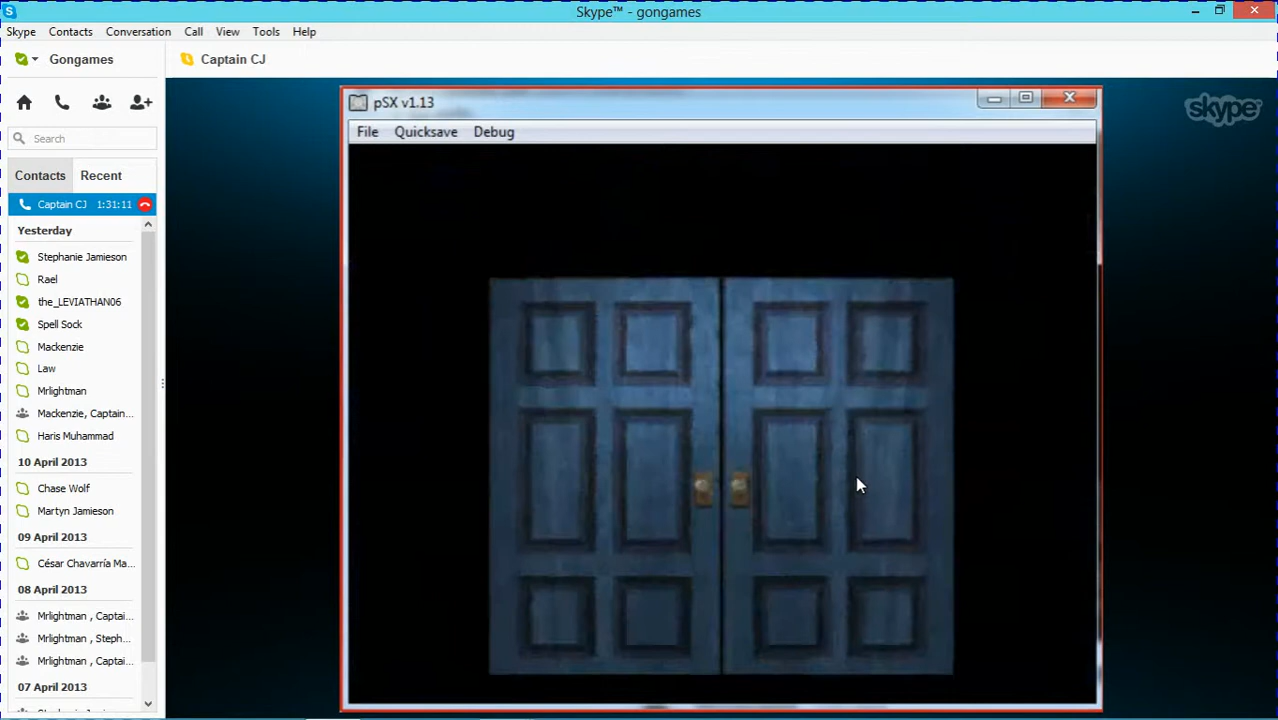 Skype™ - gongames
Skype Contacts Conversation Call View Tools Help
Gongames
Captain CJ
Search
Contacts Recent
Captain CJ 1:31:11
Yesterday
Stephanie Jamieson
Rael
the_LEVIATHAN06
Spell Sock
Mackenzie
Law
Mrlightman
Mackenzie, Captain...
Haris Muhammad
10 April 2013
Chase Wolf
Martyn Jamieson
09 April 2013
César Chavarría Ma...
08 April 2013
Mrlightman , Captai...
Mrlightman , Steph...
Mrlightman , Captai...
07 April 2013
pSX v1.13
File Quicksave Debug
skype